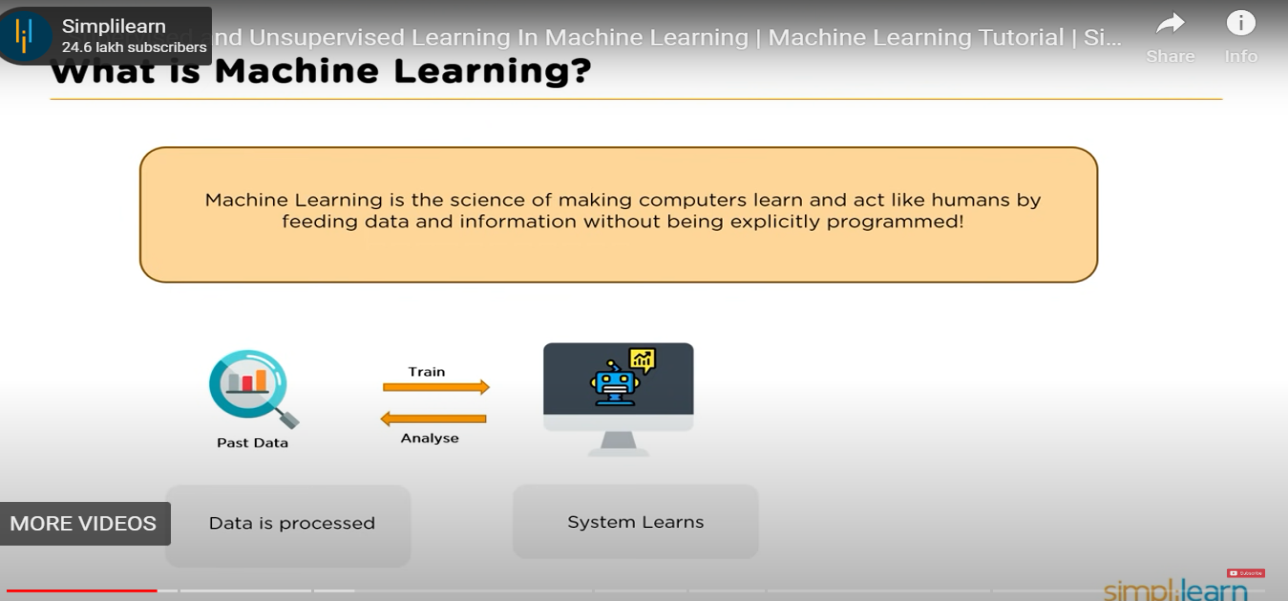 Simplilearn
24.6 lakh subscribers
and Unsupervised Learning In Machine Learning | Machine Learning Tutorial | Si...
Share
Info
What is Machine Learning?
Machine Learning is the science of making computers learn and act like humans by
feeding data and information without being explicitly programmed!
Train
Analyse
Past Data
MORE VIDEOS
Data is processed
System Learns
Subscribe
simplilearn